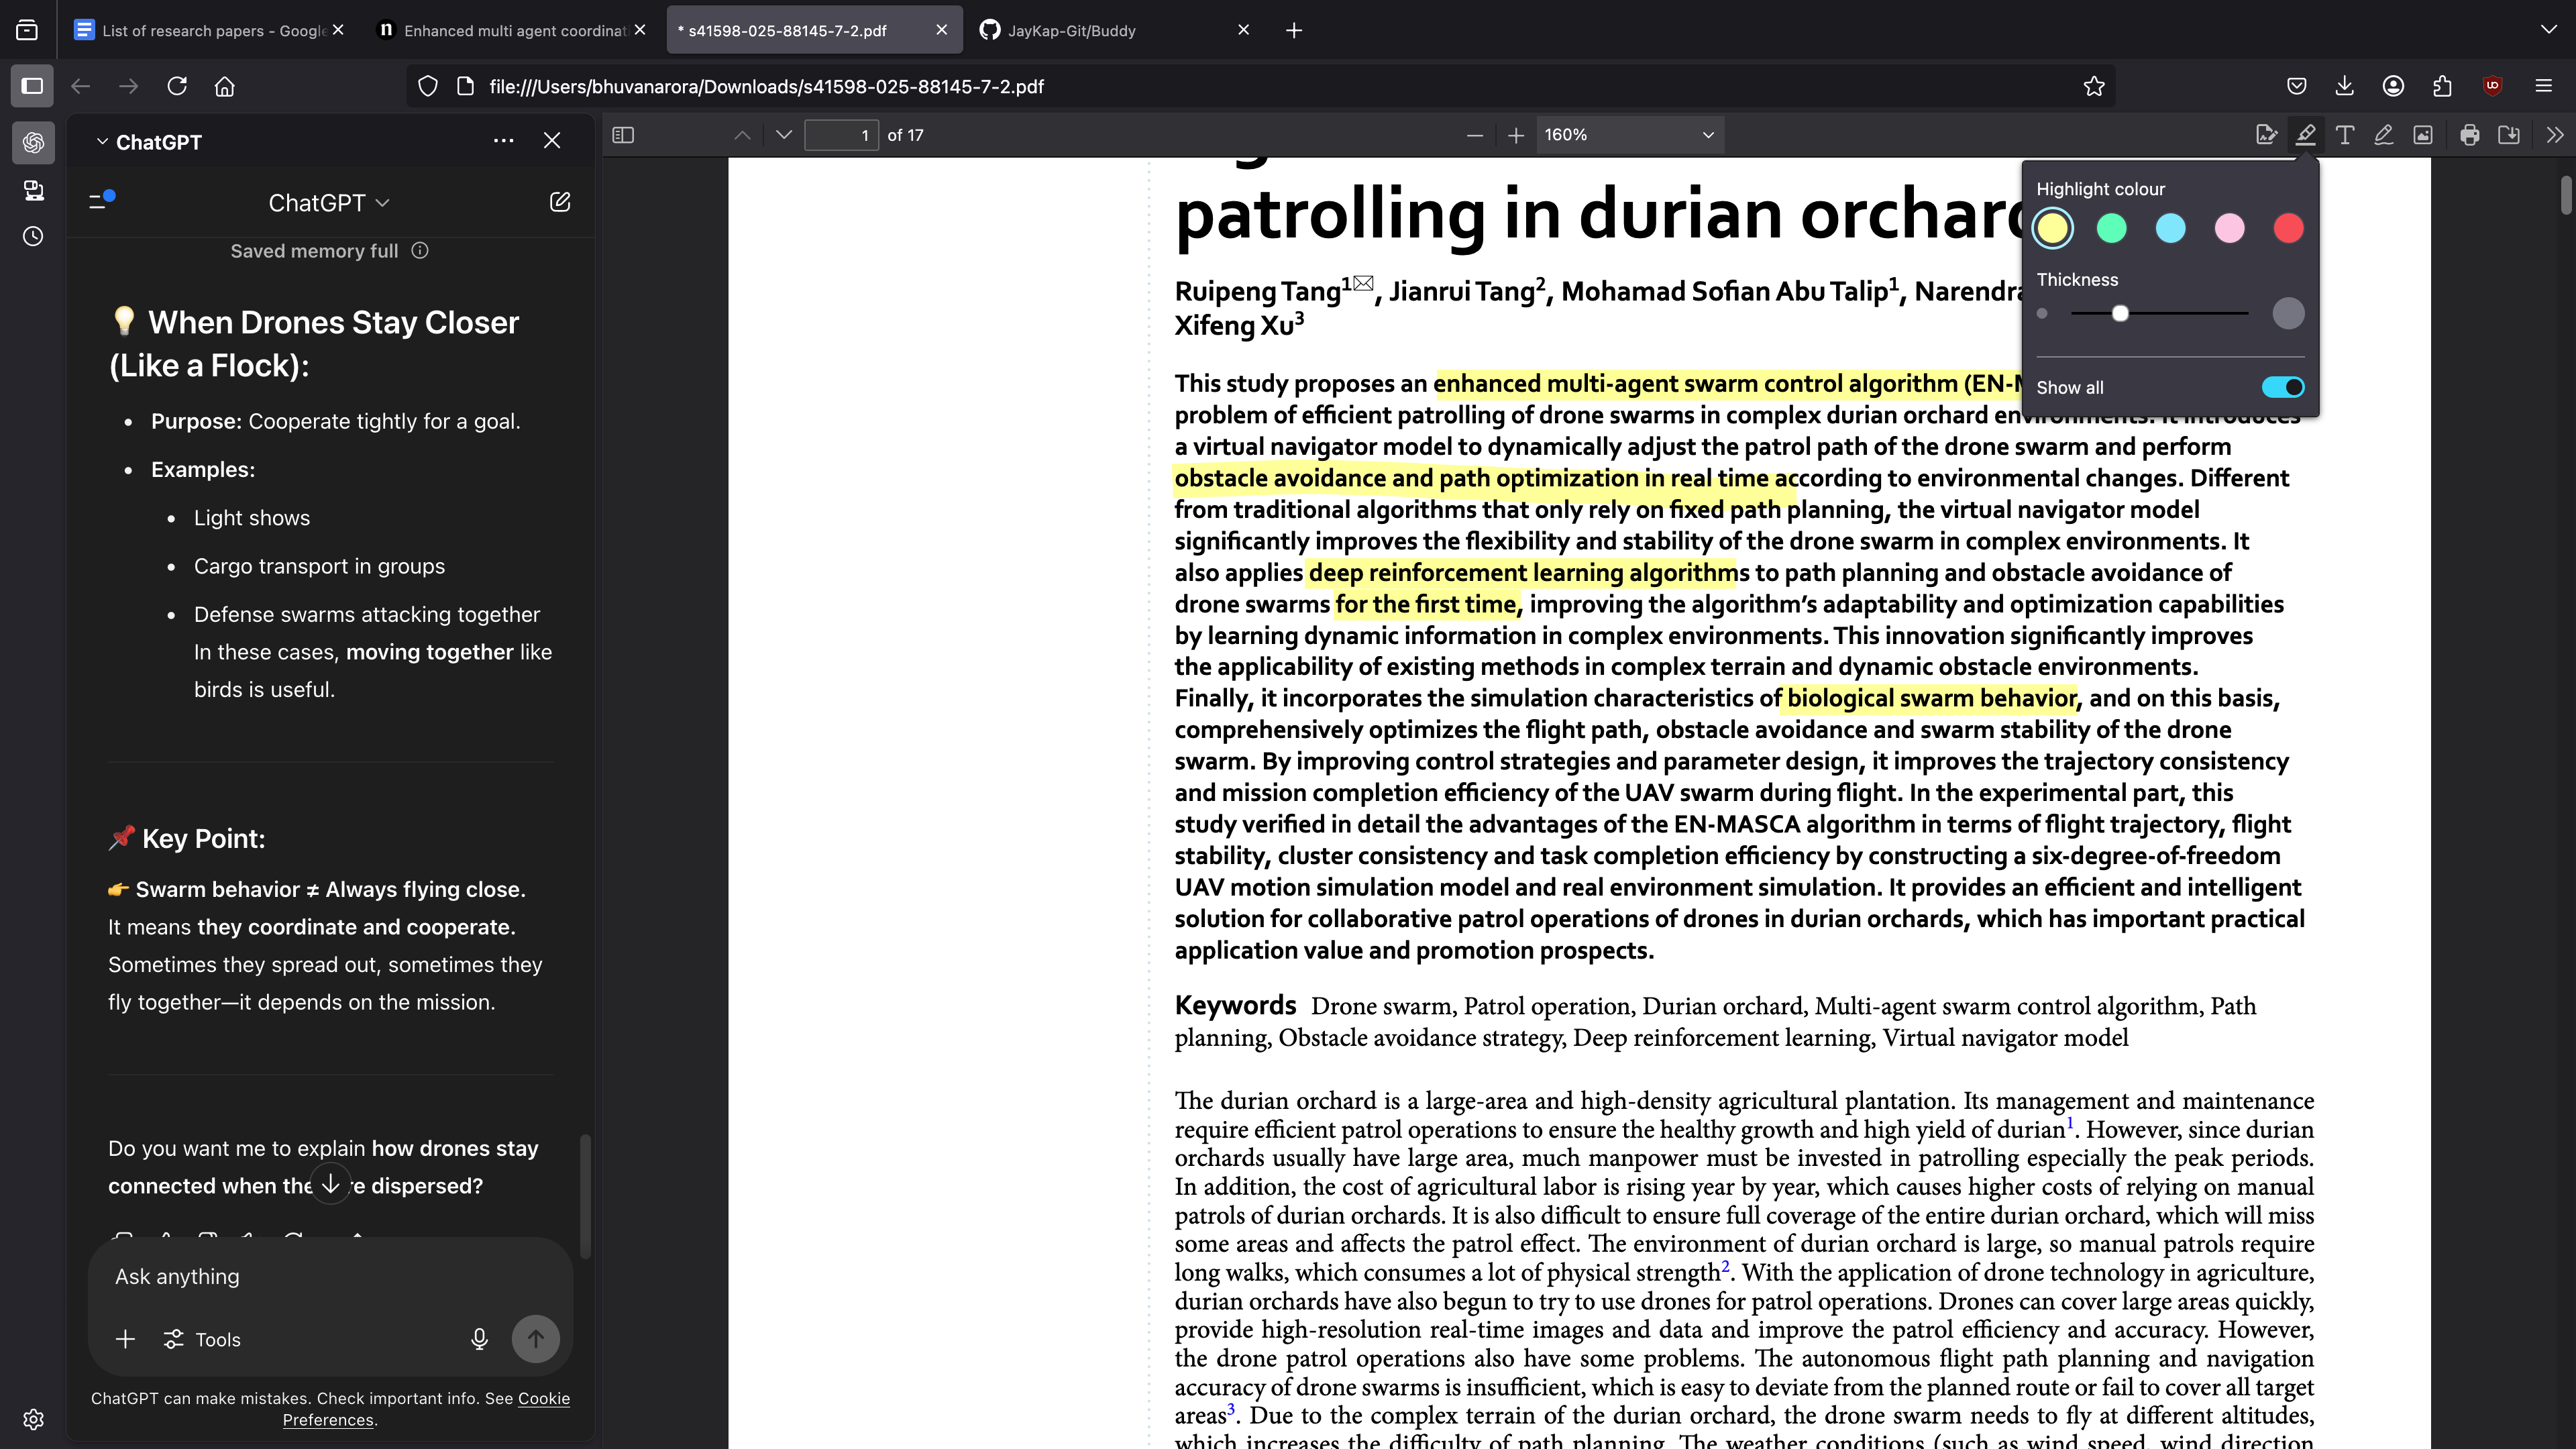 List of research papers - Google
Enhanced multi agent coordinat
* s41598-025-88145-7-2.pdf
JayKap-Git/Buddy
file:///Users/bhuvanarora/Downloads/s41598-025-88145-7-2.pdf
ChatGPT
1 of 17
160%
ChatGPT
Saved memory full
💡 When Drones Stay Closer
(Like a Flock):
• Purpose: Cooperate tightly for a goal.
• Examples:
• Light shows
• Cargo transport in groups
• Defense swarms attacking together
In these cases, moving together like
birds is useful.
📌 Key Point:
👉 Swarm behavior ≠ Always flying close.
It means they coordinate and cooperate.
Sometimes they spread out, sometimes they
fly together—it depends on the mission.
Do you want me to explain how drones stay
connected when the re dispersed?
Ask anything
Tools
ChatGPT can make mistakes. Check important info. See Cookie
Preferences.
Highlight colour
Thickness
Show all
patrolling in durian orchard
Ruipeng Tang1✉, Jianrui Tang2, Mohamad Sofian Abu Talip1, Narendra
Xifeng Xu3
This study proposes an enhanced multi-agent swarm control algorithm (EN-M
problem of efficient patrolling of drone swarms in complex durian orchard environments. It introduces
a virtual navigator model to dynamically adjust the patrol path of the drone swarm and perform
obstacle avoidance and path optimization in real time according to environmental changes. Different
from traditional algorithms that only rely on fixed path planning, the virtual navigator model
significantly improves the flexibility and stability of the drone swarm in complex environments. It
also applies deep reinforcement learning algorithms to path planning and obstacle avoidance of
drone swarms for the first time, improving the algorithm's adaptability and optimization capabilities
by learning dynamic information in complex environments. This innovation significantly improves
the applicability of existing methods in complex terrain and dynamic obstacle environments.
Finally, it incorporates the simulation characteristics of biological swarm behavior, and on this basis,
comprehensively optimizes the flight path, obstacle avoidance and swarm stability of the drone
swarm. By improving control strategies and parameter design, it improves the trajectory consistency
and mission completion efficiency of the UAV swarm during flight. In the experimental part, this
study verified in detail the advantages of the EN-MASCA algorithm in terms of flight trajectory, flight
stability, cluster consistency and task completion efficiency by constructing a six-degree-of-freedom
UAV motion simulation model and real environment simulation. It provides an efficient and intelligent
solution for collaborative patrol operations of drones in durian orchards, which has important practical
application value and promotion prospects.
Keywords Drone swarm, Patrol operation, Durian orchard, Multi-agent swarm control algorithm, Path
planning, Obstacle avoidance strategy, Deep reinforcement learning, Virtual navigator model
The durian orchard is a large-area and high-density agricultural plantation. Its management and maintenance
require efficient patrol operations to ensure the healthy growth and high yield of durian1. However, since durian
orchards usually have large area, much manpower must be invested in patrolling especially the peak periods.
In addition, the cost of agricultural labor is rising year by year, which causes higher costs of relying on manual
patrols of durian orchards. It is also difficult to ensure full coverage of the entire durian orchard, which will miss
some areas and affects the patrol effect. The environment of durian orchard is large, so manual patrols require
long walks, which consumes a lot of physical strength2. With the application of drone technology in agriculture,
durian orchards have also begun to try to use drones for patrol operations. Drones can cover large areas quickly,
provide high-resolution real-time images and data and improve the patrol efficiency and accuracy. However,
the drone patrol operations also have some problems. The autonomous flight path planning and navigation
accuracy of drone swarms is insufficient, which is easy to deviate from the planned route or fail to cover all target
areas3. Due to the complex terrain of the durian orchard, the drone swarm needs to fly at different altitudes,
which increases the difficulty of path planning. The weather conditions (such as wind speed, wind direction